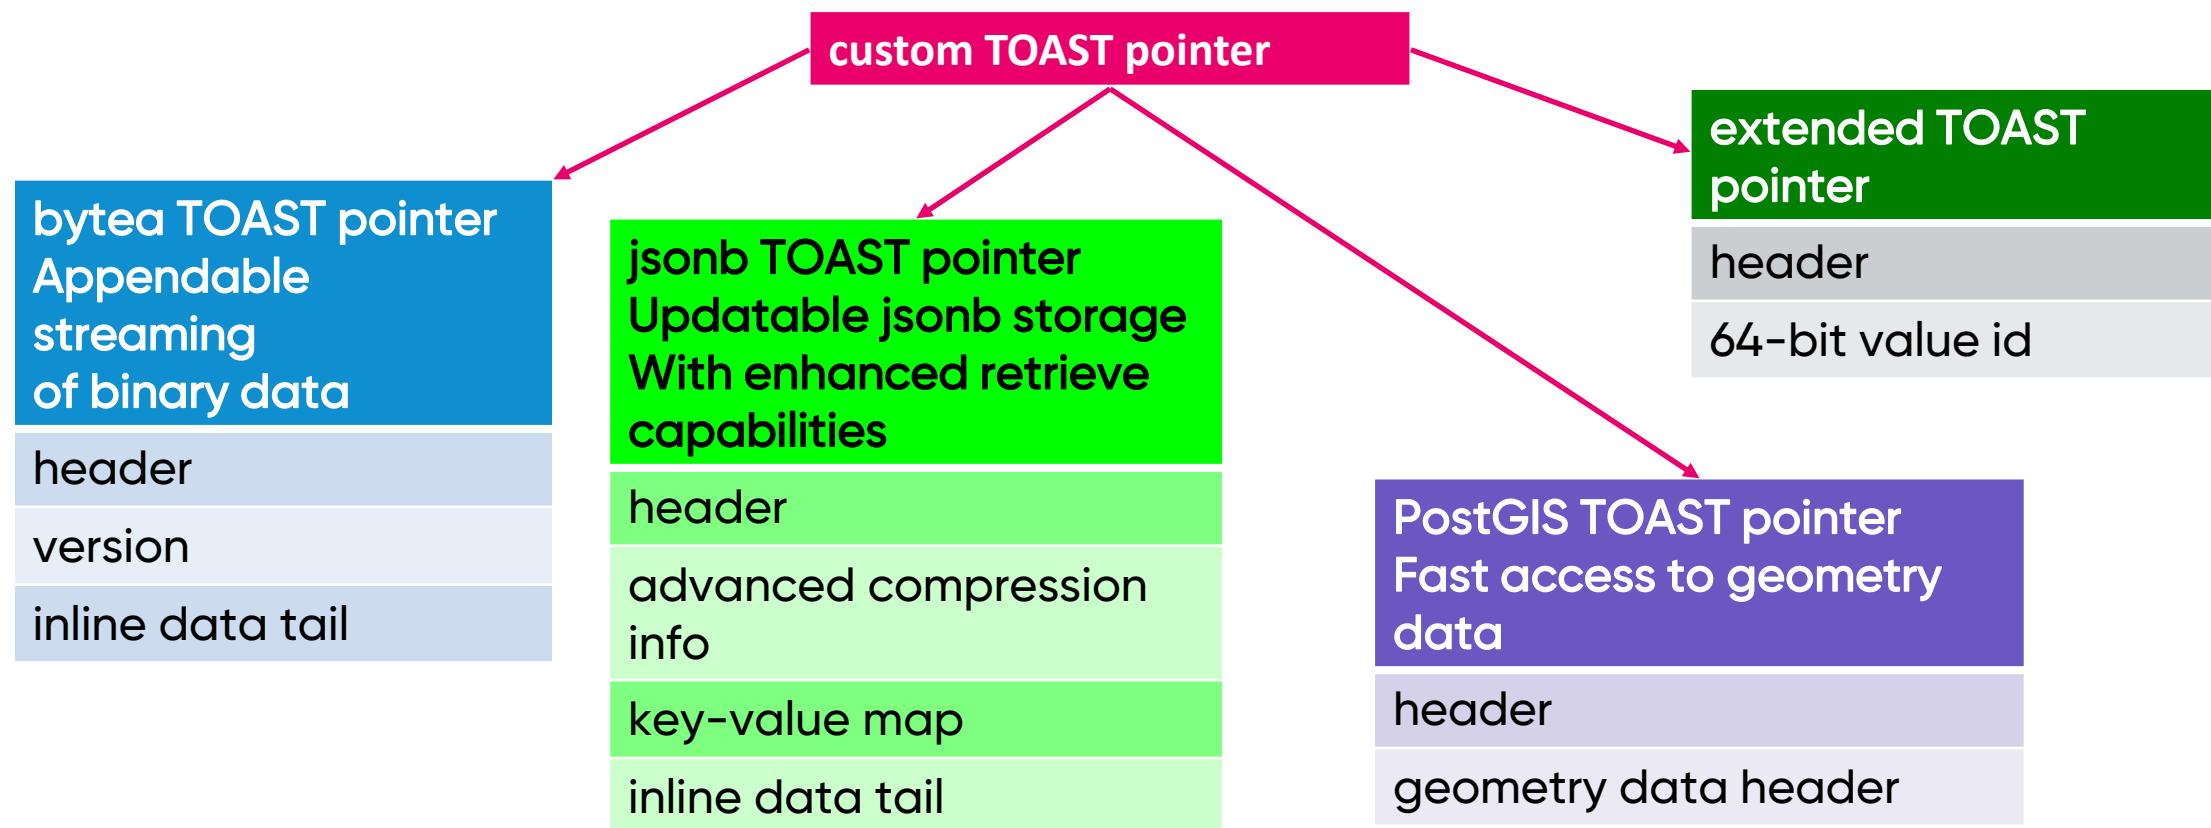 custom TOAST pointer
bytea TOAST pointer
Appendable
streaming
of binary data
header
version
inline data tail
jsonb TOAST pointer
Updatable jsonb storage
With enhanced retrieve
capabilities
header
advanced compression
info
key-value map
inline data tail
PostGIS TOAST pointer
Fast access to geometry
data
header
geometry data header
extended TOAST
pointer
header
64-bit value id